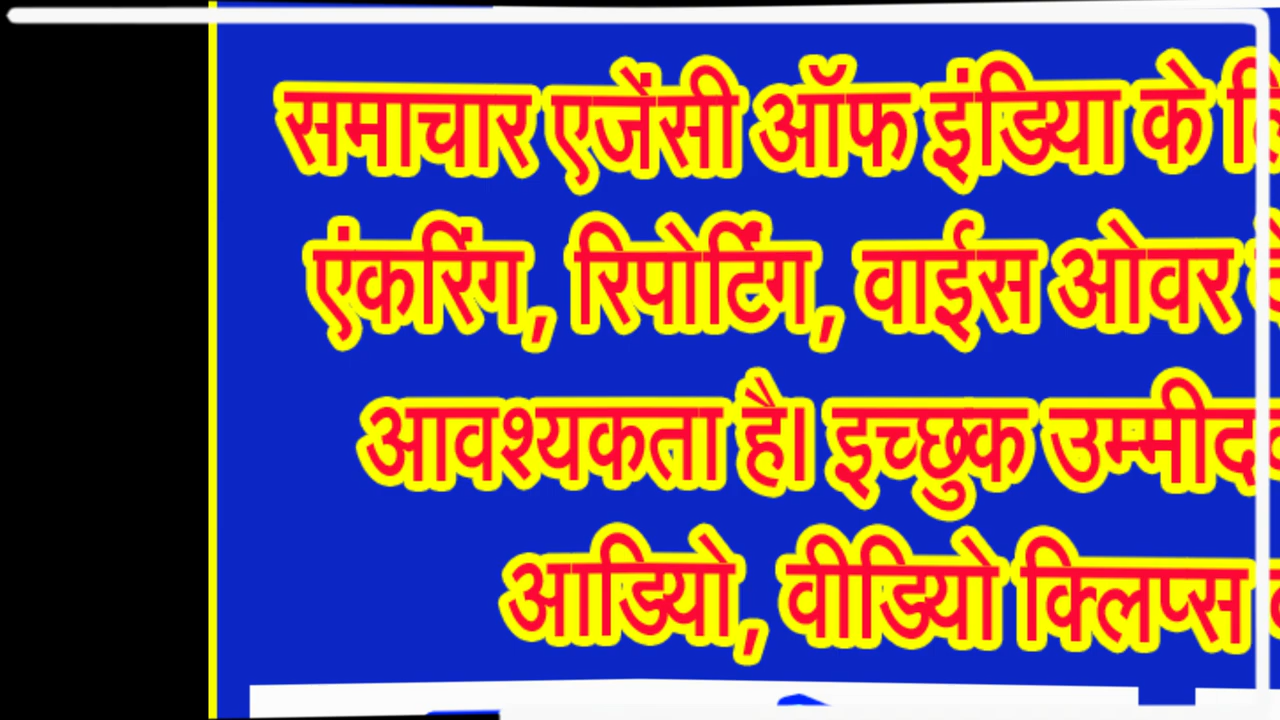 समाचार एजेंसी ऑफ इंडिया के
एंकरिंग, रिपोर्टिंग, वाईस ओवर
आवश्यकता है। इच्छुक
आडियो, वीडियो क्लिप्स